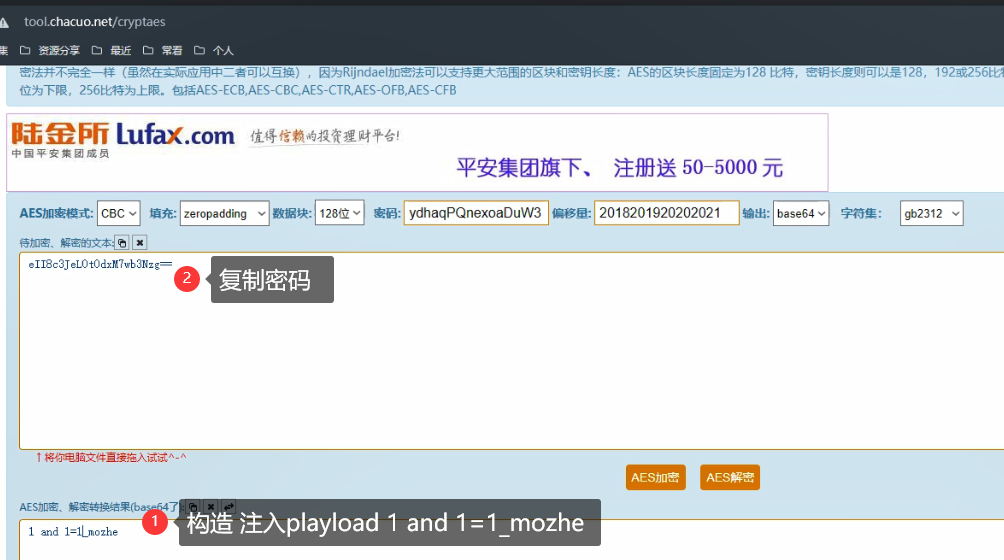 tool.chacuo.net/cryptaes
集 资源分享 最近 常看 个人
密法并不完全一样（虽然在实际应用中二者可以互换），因为Rijndael加密法可以支持更大范围的区块和密钥长度：AES的区块长度固定为128 比特，密钥长度则可以是128，192或256比特
位为下限，256比特为上限。包括AES-ECB,AES-CBC,AES-CTR,AES-OFB,AES-CFB
陆金所 Lufax.com 值得信赖的投资理财平台!
中国平安集团成员
平安集团旗下、 注册送 50-5000 元
AES加密模式: CBC 填充: zeropadding 数据块: 128位 密码: ydhaqPQnexoaDuW3 偏移量: 2018201920202021 输出: base64 字符集: gb2312
待加密、解密的文本:
eII8c3JeLOtOdxM7wb3Nzg==
2 复制密码
↑将你电脑文件直接拖入试试^-^
AES加密 AES解密
AES加密、解密转换结果(base64了):
1 构造 注入playload 1 and 1=1_mozhe
1 and 1=1_mozhe